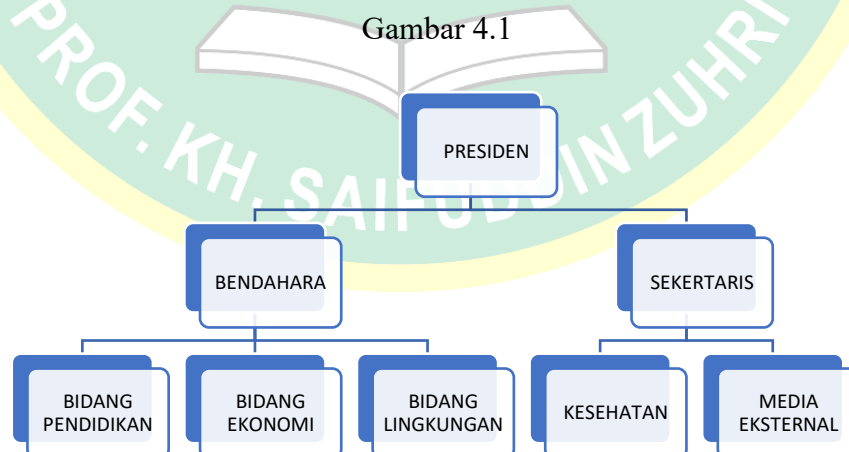 Gambar 4.1
PROF. KH. SAIFUDDIN ZUHRI
PRESIDEN
BENDAHARA
SEKERTARIS
BIDANG
PENDIDIKAN
BIDANG
EKONOMI
BIDANG
LINGKUNGAN
KESEHATAN
MEDIA
EKSTERNAL